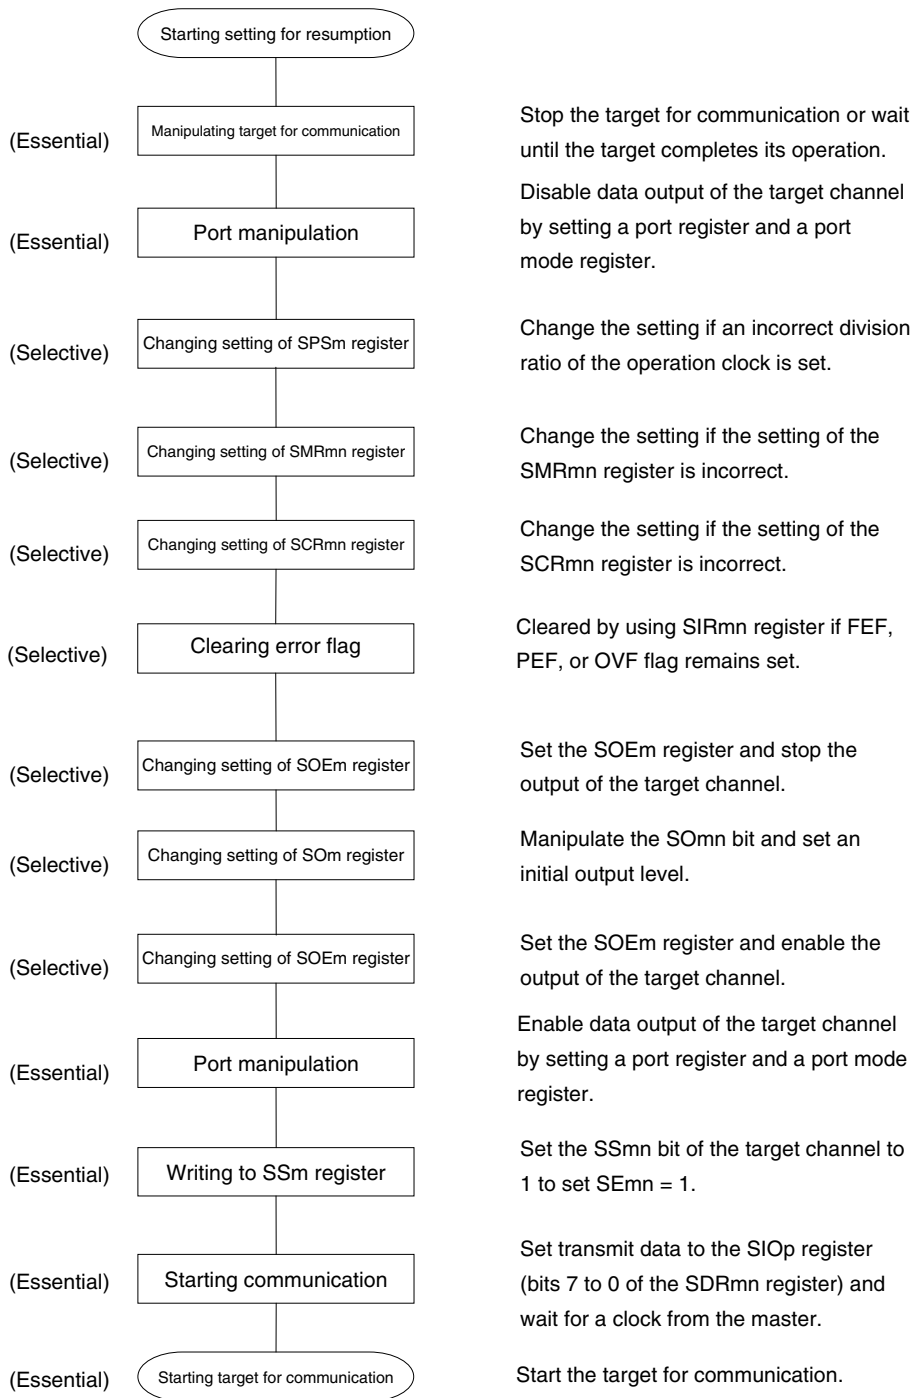 Starting setting for resumption
(Essential)
Manipulating target for communication
Stop the target for communication or wait
until the target completes its operation.
(Essential)
Port manipulation
Disable data output of the target channel
by setting a port register and a port
mode register.
(Selective)
Changing setting of SPSm register
Change the setting if an incorrect division
ratio of the operation clock is set.
(Selective)
Changing setting of SMRmn register
Change the setting if the setting of the
SMRmn register is incorrect.
(Selective)
Changing setting of SCRmn register
Change the setting if the setting of the
SCRmn register is incorrect.
(Selective)
Clearing error flag
Cleared by using SIRmn register if FEF,
PEF, or OVF flag remains set.
(Selective)
Changing setting of SOEm register
Set the SOEm register and stop the
output of the target channel.
(Selective)
Changing setting of SOm register
Manipulate the SOmn bit and set an
initial output level.
(Selective)
Changing setting of SOEm register
Set the SOEm register and enable the
output of the target channel.
(Essential)
Port manipulation
Enable data output of the target channel
by setting a port register and a port mode
register.
(Essential)
Writing to SSm register
Set the SSmn bit of the target channel to
1 to set SEmn = 1.
(Essential)
Starting communication
Set transmit data to the SIOp register
(bits 7 to 0 of the SDRmn register) and
wait for a clock from the master.
(Essential)
Starting target for communication
Start the target for communication.